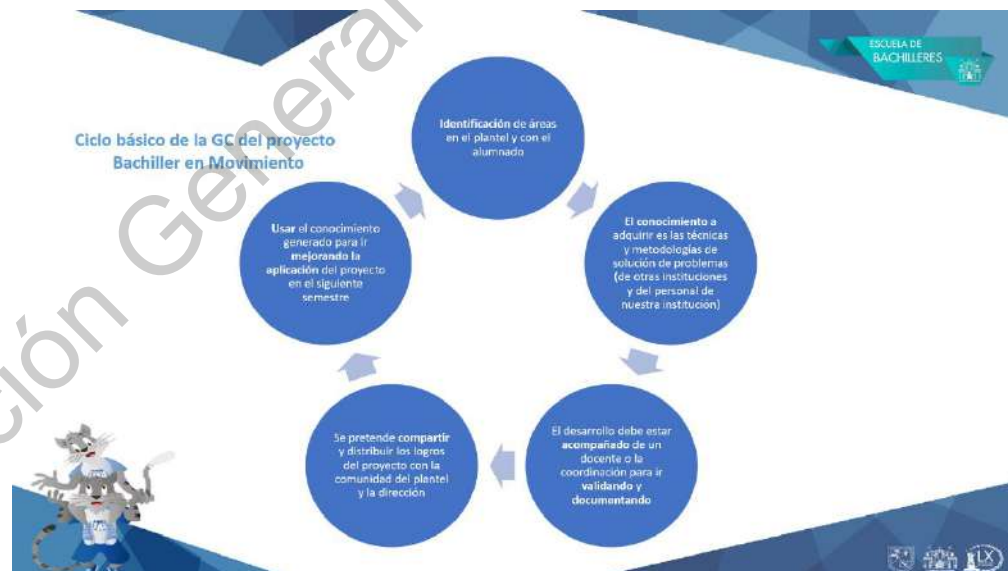 ESCUELA DE
BACHILLERES
Ciclo básico de la GC del proyecto
Bachiller en Movimiento
Identificación de áreas
en el plantel y con el
alumnado
El conocimiento a
adquirir es las técnicas
y metodologías de
solución de problemas
(de otras instituciones
y del personal de
nuestra institución)
El desarrollo debe estar
acompañado de un
docente o la
coordinación para ir
validando y
documentando
Se pretende compartir
y distribuir los logros
del proyecto con la
comunidad del plantel
y la dirección
Usar el conocimiento
generado para ir
mejorando la
aplicación del proyecto
en el siguiente
semestre
ción General
LX